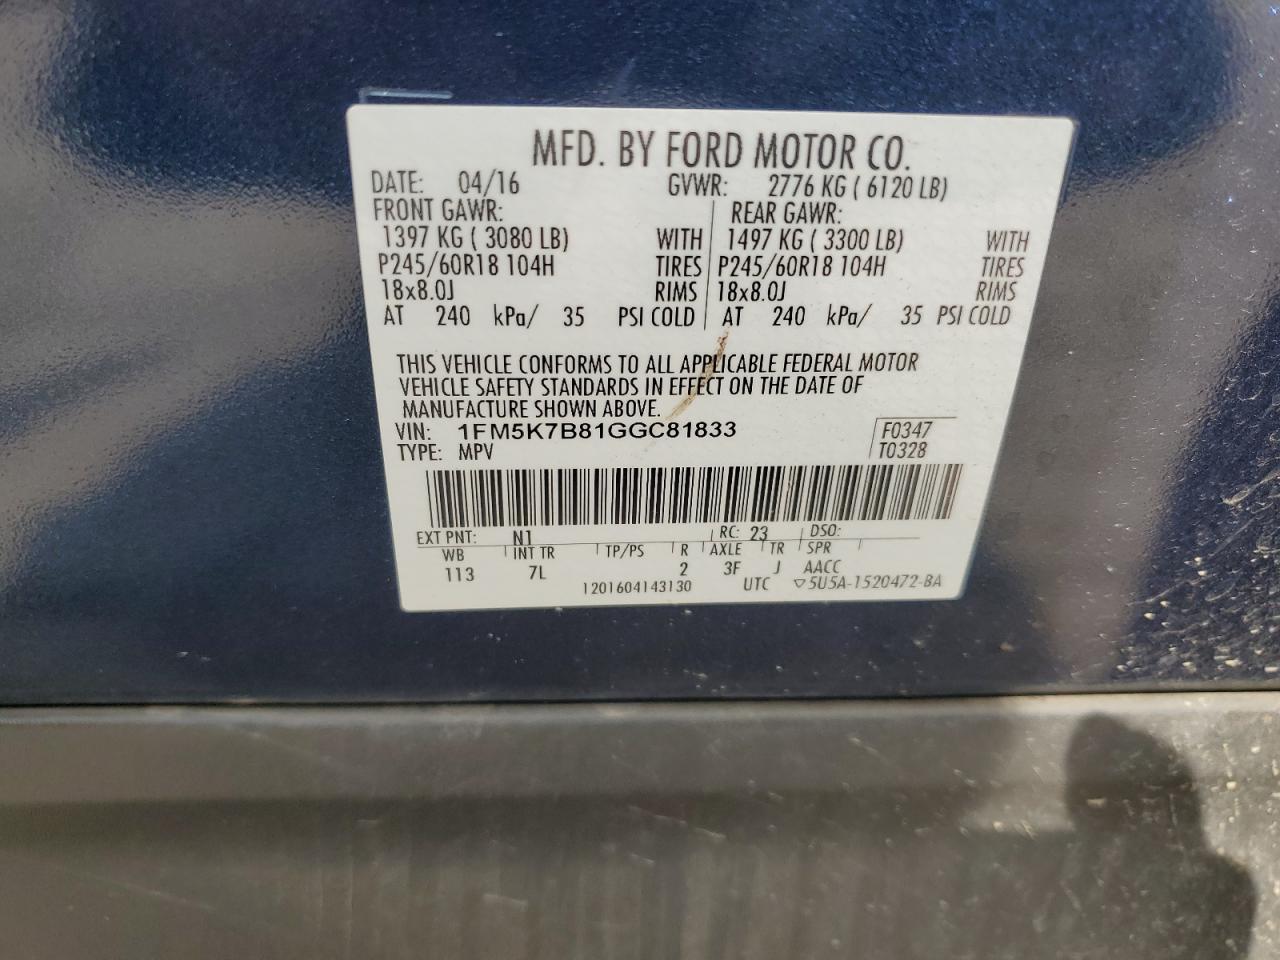 MFD. BY FORD MOTOR CO.
DATE: 04/16 GVWR: 2776 KG ( 6120 LB)
FRONT GAWR: REAR GAWR:
1397 KG ( 3080 LB) WITH 1497 KG ( 3300 LB) WITH
P245/60R18 104H TIRES P245/60R18 104H TIRES
18x8.0J RIMS 18x8.0J RIMS
AT 240 kPa/ 35 PSI COLD AT 240 kPa/ 35 PSI COLD
THIS VEHICLE CONFORMS TO ALL APPLICABLE FEDERAL MOTOR
VEHICLE SAFETY STANDARDS IN EFFECT ON THE DATE OF
MANUFACTURE SHOWN ABOVE.
VIN: 1FM5K7B81GGC81833 F0347
TYPE: MPV T0328
EXT PNT: N1 RC: 23 DSO:
WB INT TR TP/PS R AXLE TR SPR
113 7L 2 3F J AACC
1201604143130 UTC ▽5U5A-1520472-BA